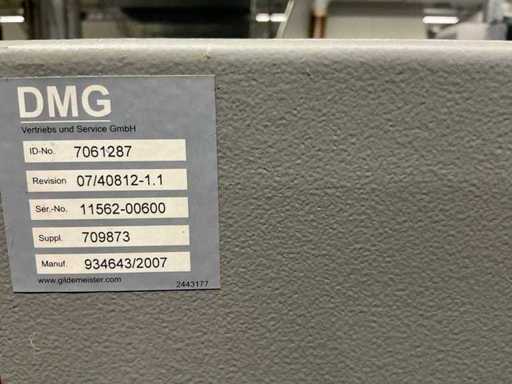 DMG
Vertriebs und Service GmbH
ID-No. 7061287
Revision 07/40812-1.1
Ser.-No. 11562-00600
Suppl. 709873
Manuf. 934643/2007
www.gildemeister.com 2443177